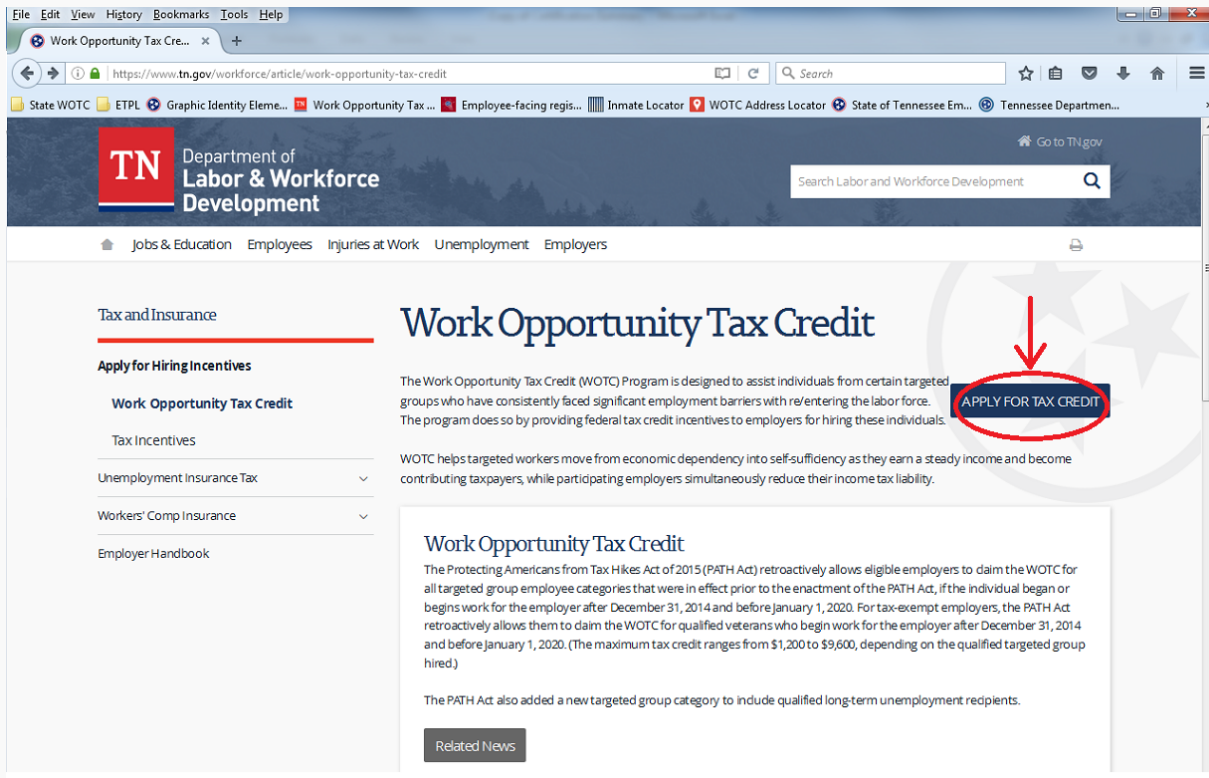 File Edit View History Bookmarks Tools Help
Work Opportunity Tax Cre... × +
https://www.tn.gov/workforce/article/work-opportunity-tax-credit Search
State WOTC ETPL Graphic Identity Eleme... Work Opportunity Tax ... Employee-facing regis... Inmate Locator WOTC Address Locator State of Tennessee Em... Tennessee Departmen...
Go to TN.gov
TN
Department of
Labor & Workforce
Development
Search Labor and Workforce Development
Jobs & Education Employees Injuries at Work Unemployment Employers
Tax and Insurance
Apply for Hiring Incentives
Work Opportunity Tax Credit
Tax Incentives
Unemployment Insurance Tax
Workers' Comp Insurance
Employer Handbook
Work Opportunity Tax Credit
The Work Opportunity Tax Credit (WOTC) Program is designed to assist individuals from certain targeted
groups who have consistently faced significant employment barriers with re/entering the labor force.
The program does so by providing federal tax credit incentives to employers for hiring these individuals.
APPLY FOR TAX CREDIT
WOTC helps targeted workers move from economic dependency into self-sufficiency as they earn a steady income and become
contributing taxpayers, while participating employers simultaneously reduce their income tax liability.
Work Opportunity Tax Credit
The Protecting Americans from Tax Hikes Act of 2015 (PATH Act) retroactively allows eligible employers to claim the WOTC for
all targeted group employee categories that were in effect prior to the enactment of the PATH Act, if the individual began or
begins work for the employer after December 31, 2014 and before January 1, 2020. For tax-exempt employers, the PATH Act
retroactively allows them to claim the WOTC for qualified veterans who begin work for the employer after December 31, 2014
and before January 1, 2020. (The maximum tax credit ranges from $1,200 to $9,600, depending on the qualified targeted group
hired.)
The PATH Act also added a new targeted group category to include qualified long-term unemployment recipients.
Related News